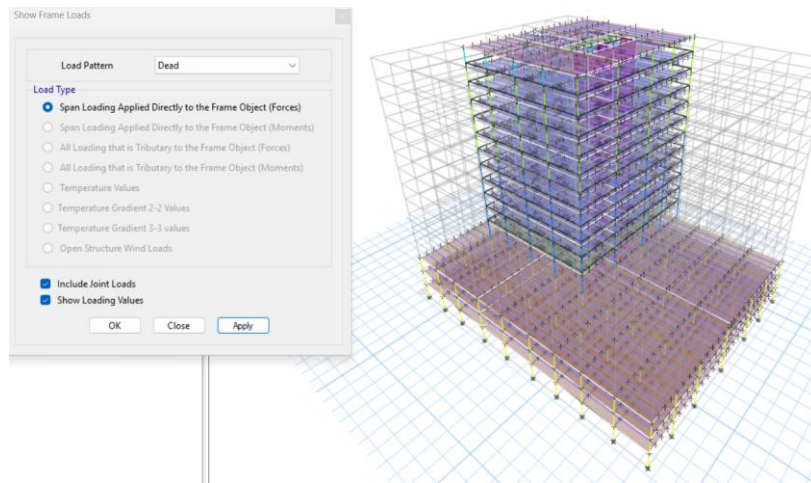 Show Frame Loads
Load Pattern
Dead
Load Type
Span Loading Applied Directly to the Frame Object (Forces)
Span Loading Applied Directly to the Frame Object (Moments)
All Loading that is Tributary to the Frame Object (Forces)
All Loading that is Tributary to the Frame Object (Moments)
Temperature Values
Temperature Gradient 2-2 Values
Temperature Gradient 3-3 values
Open Structure Wind Loads
Include Joint Loads
Show Loading Values
OK Close Apply